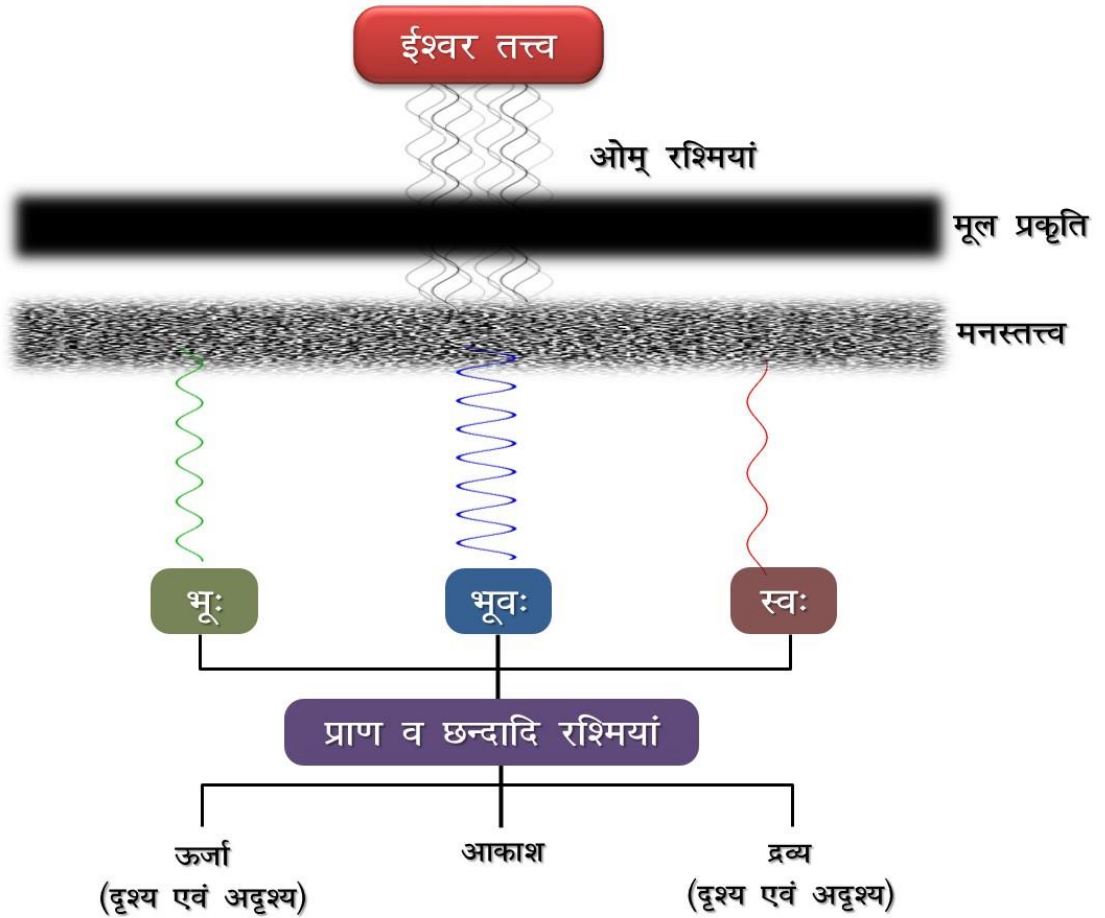 ईश्वर तत्त्व
ओम् रश्मियां
मूल प्रकृति
मनस्तत्त्व
भूः
भूवः
स्वः
प्राण व छन्दादि रश्मियां
ऊर्जा
(दृश्य एवं अदृश्य)
आकाश
द्रव्य
(दृश्य एवं अदृश्य)